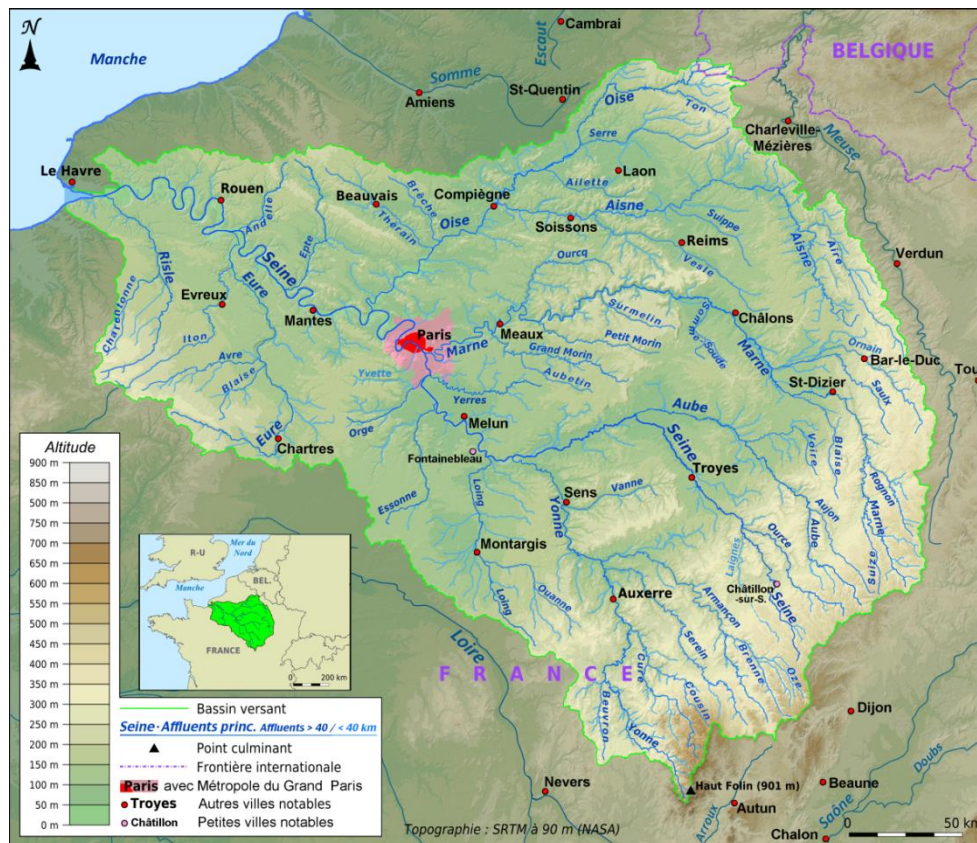 N
Manche
Cambrai
Escaut
Somme
Amiens
St-Quentin
BELGIQUE
Oise
Ton
Charleville-
Mézières
Meuse
Serre
Le Havre
Rouen
Andelle
Beauvais
Brèche
Thérain
Compiègne
Ailette
Laon
Oise
Aisne
Soissons
Suippe
Reims
Aisne
Aire
Verdun
Epte
Seine
Eure
Risle
Charentonne
Ourcq
Vesle
Evreux
Mantes
Iton
Paris
Meaux
Marne
Surmelin
Petit Morin
Grand Morin
Somme-Soude
Châlons
Marne
Ornain
Bar-le-Duc
Saulx
Tou
Avre
Blaise
Yvette
Aubetin
St-Dizier
Yerres
Melun
Orge
Eure
Chartres
Fontainebleau
Aube
Seine
Troyes
Voire
Blaise
Rognon
Marne
Suize
Essonne
Loing
Sens
Vanne
Yonne
Aujon
Aube
Ource
Laignes
Montargis
Châtillon
-sur-S.
Seine
Loing
Ouanne
Auxerre
Armançon
Serein
Brenne
Oze
Loire
FRANCE
Cure
Cousin
Beuvron
Yonne
Dijon
Doubs
Nevers
Haut Folin (901 m)
Beaune
Autun
Arroux
Saône
Chalon
Altitude
900 m
850 m
800 m
750 m
700 m
650 m
600 m
550 m
500 m
450 m
400 m
350 m
300 m
250 m
200 m
150 m
100 m
50 m
0 m
R-U
Mer du
Nord
Manche
BEL.
FRANCE
0 200 km
Bassin versant
Seine-Affluents princ. Affluents > 40 / < 40 km
Point culminant
Frontière internationale
Paris avec Métropole du Grand Paris
Troyes Autres villes notables
Châtillon Petites villes notables
Topographie : SRTM à 90 m (NASA)
0 50 km